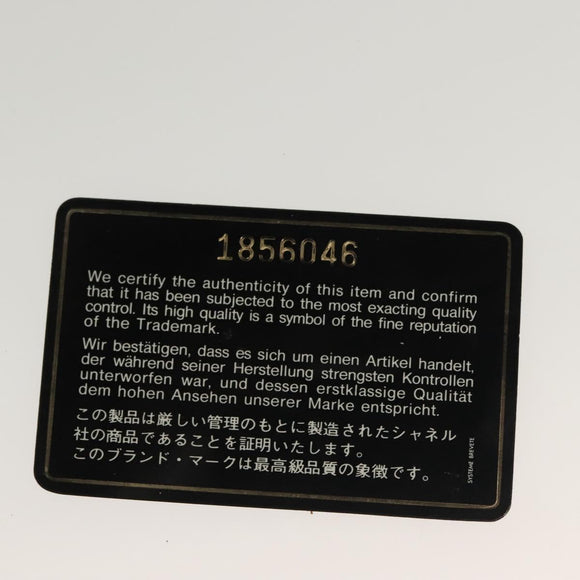 1856046
We certify the authenticity of this item and confirm
that it has been subjected to the most exacting quality
control. Its high quality is a symbol of the fine reputation
of the Trademark.
Wir bestätigen, dass es sich um einen Artikel handelt,
der während seiner Herstellung strengsten Kontrollen
unterworfen war, und dessen erstklassige Qualität
dem hohen Ansehen unserer Marke entspricht.
この製品は厳しい管理のもとに製造されたシャネル
社の商品であることを証明いたします。
このブランド・マークは最高級品質の象徴です。
SYSTEME BREVETE